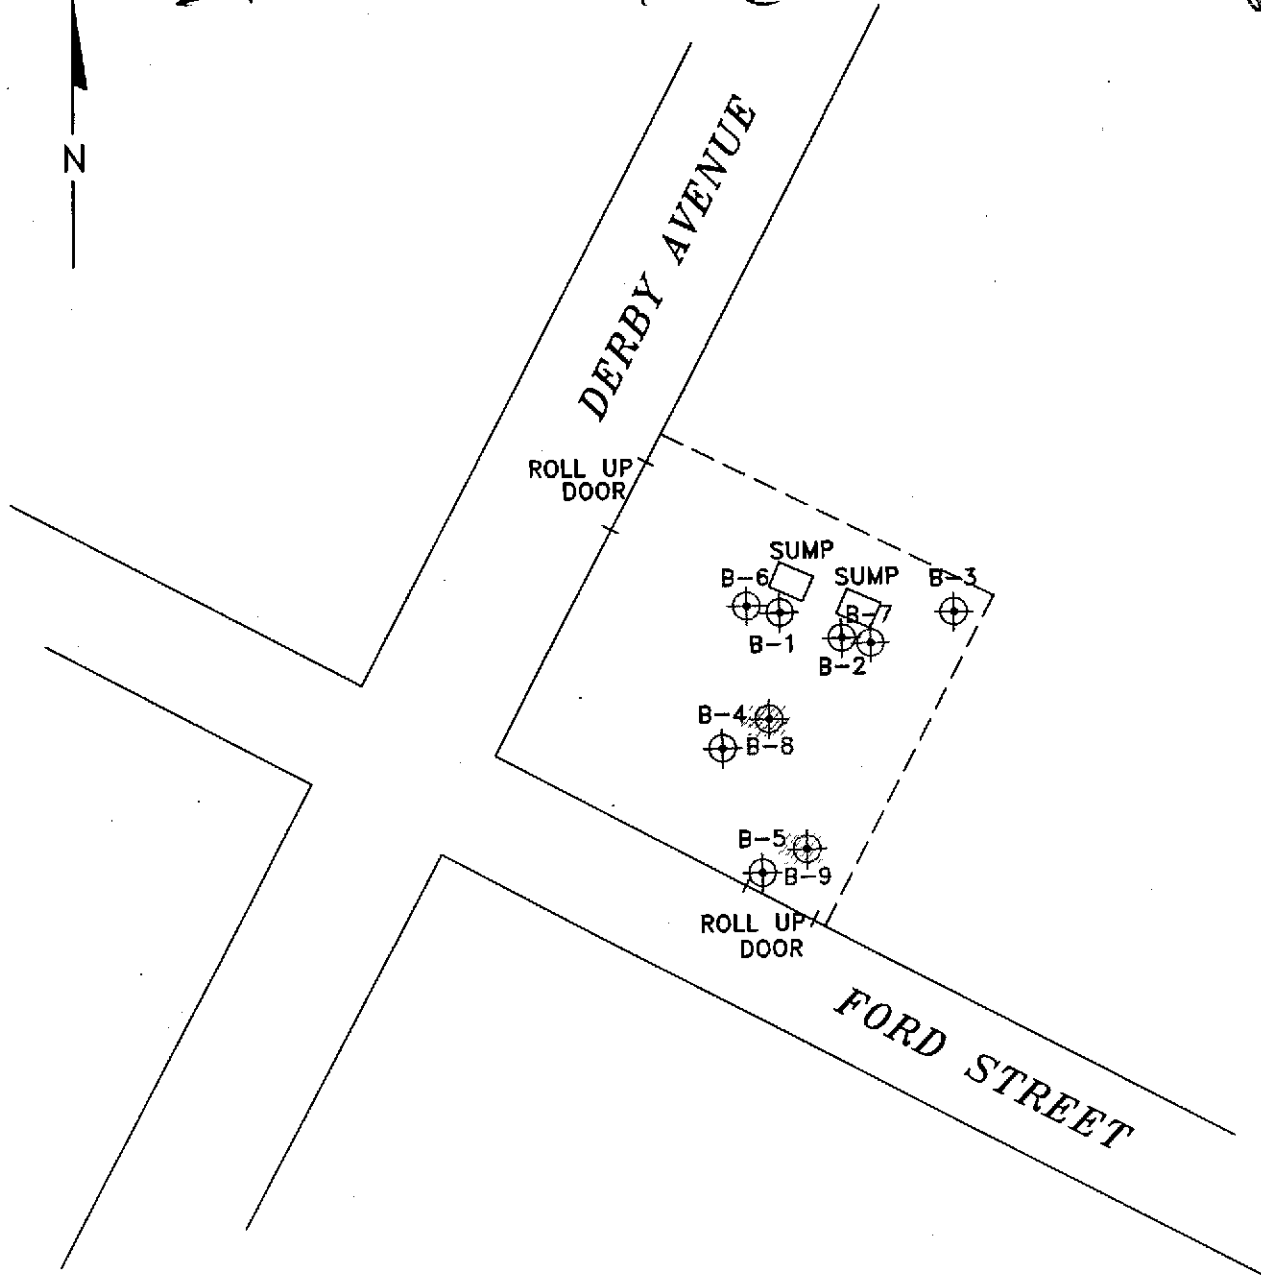 N
DERBY AVENUE
ROLL UP
DOOR
SUMP
B-6
SUMP
B-3
B-7
B-1
B-2
B-4
B-8
B-5
B-9
ROLL UP
DOOR
FORD STREET